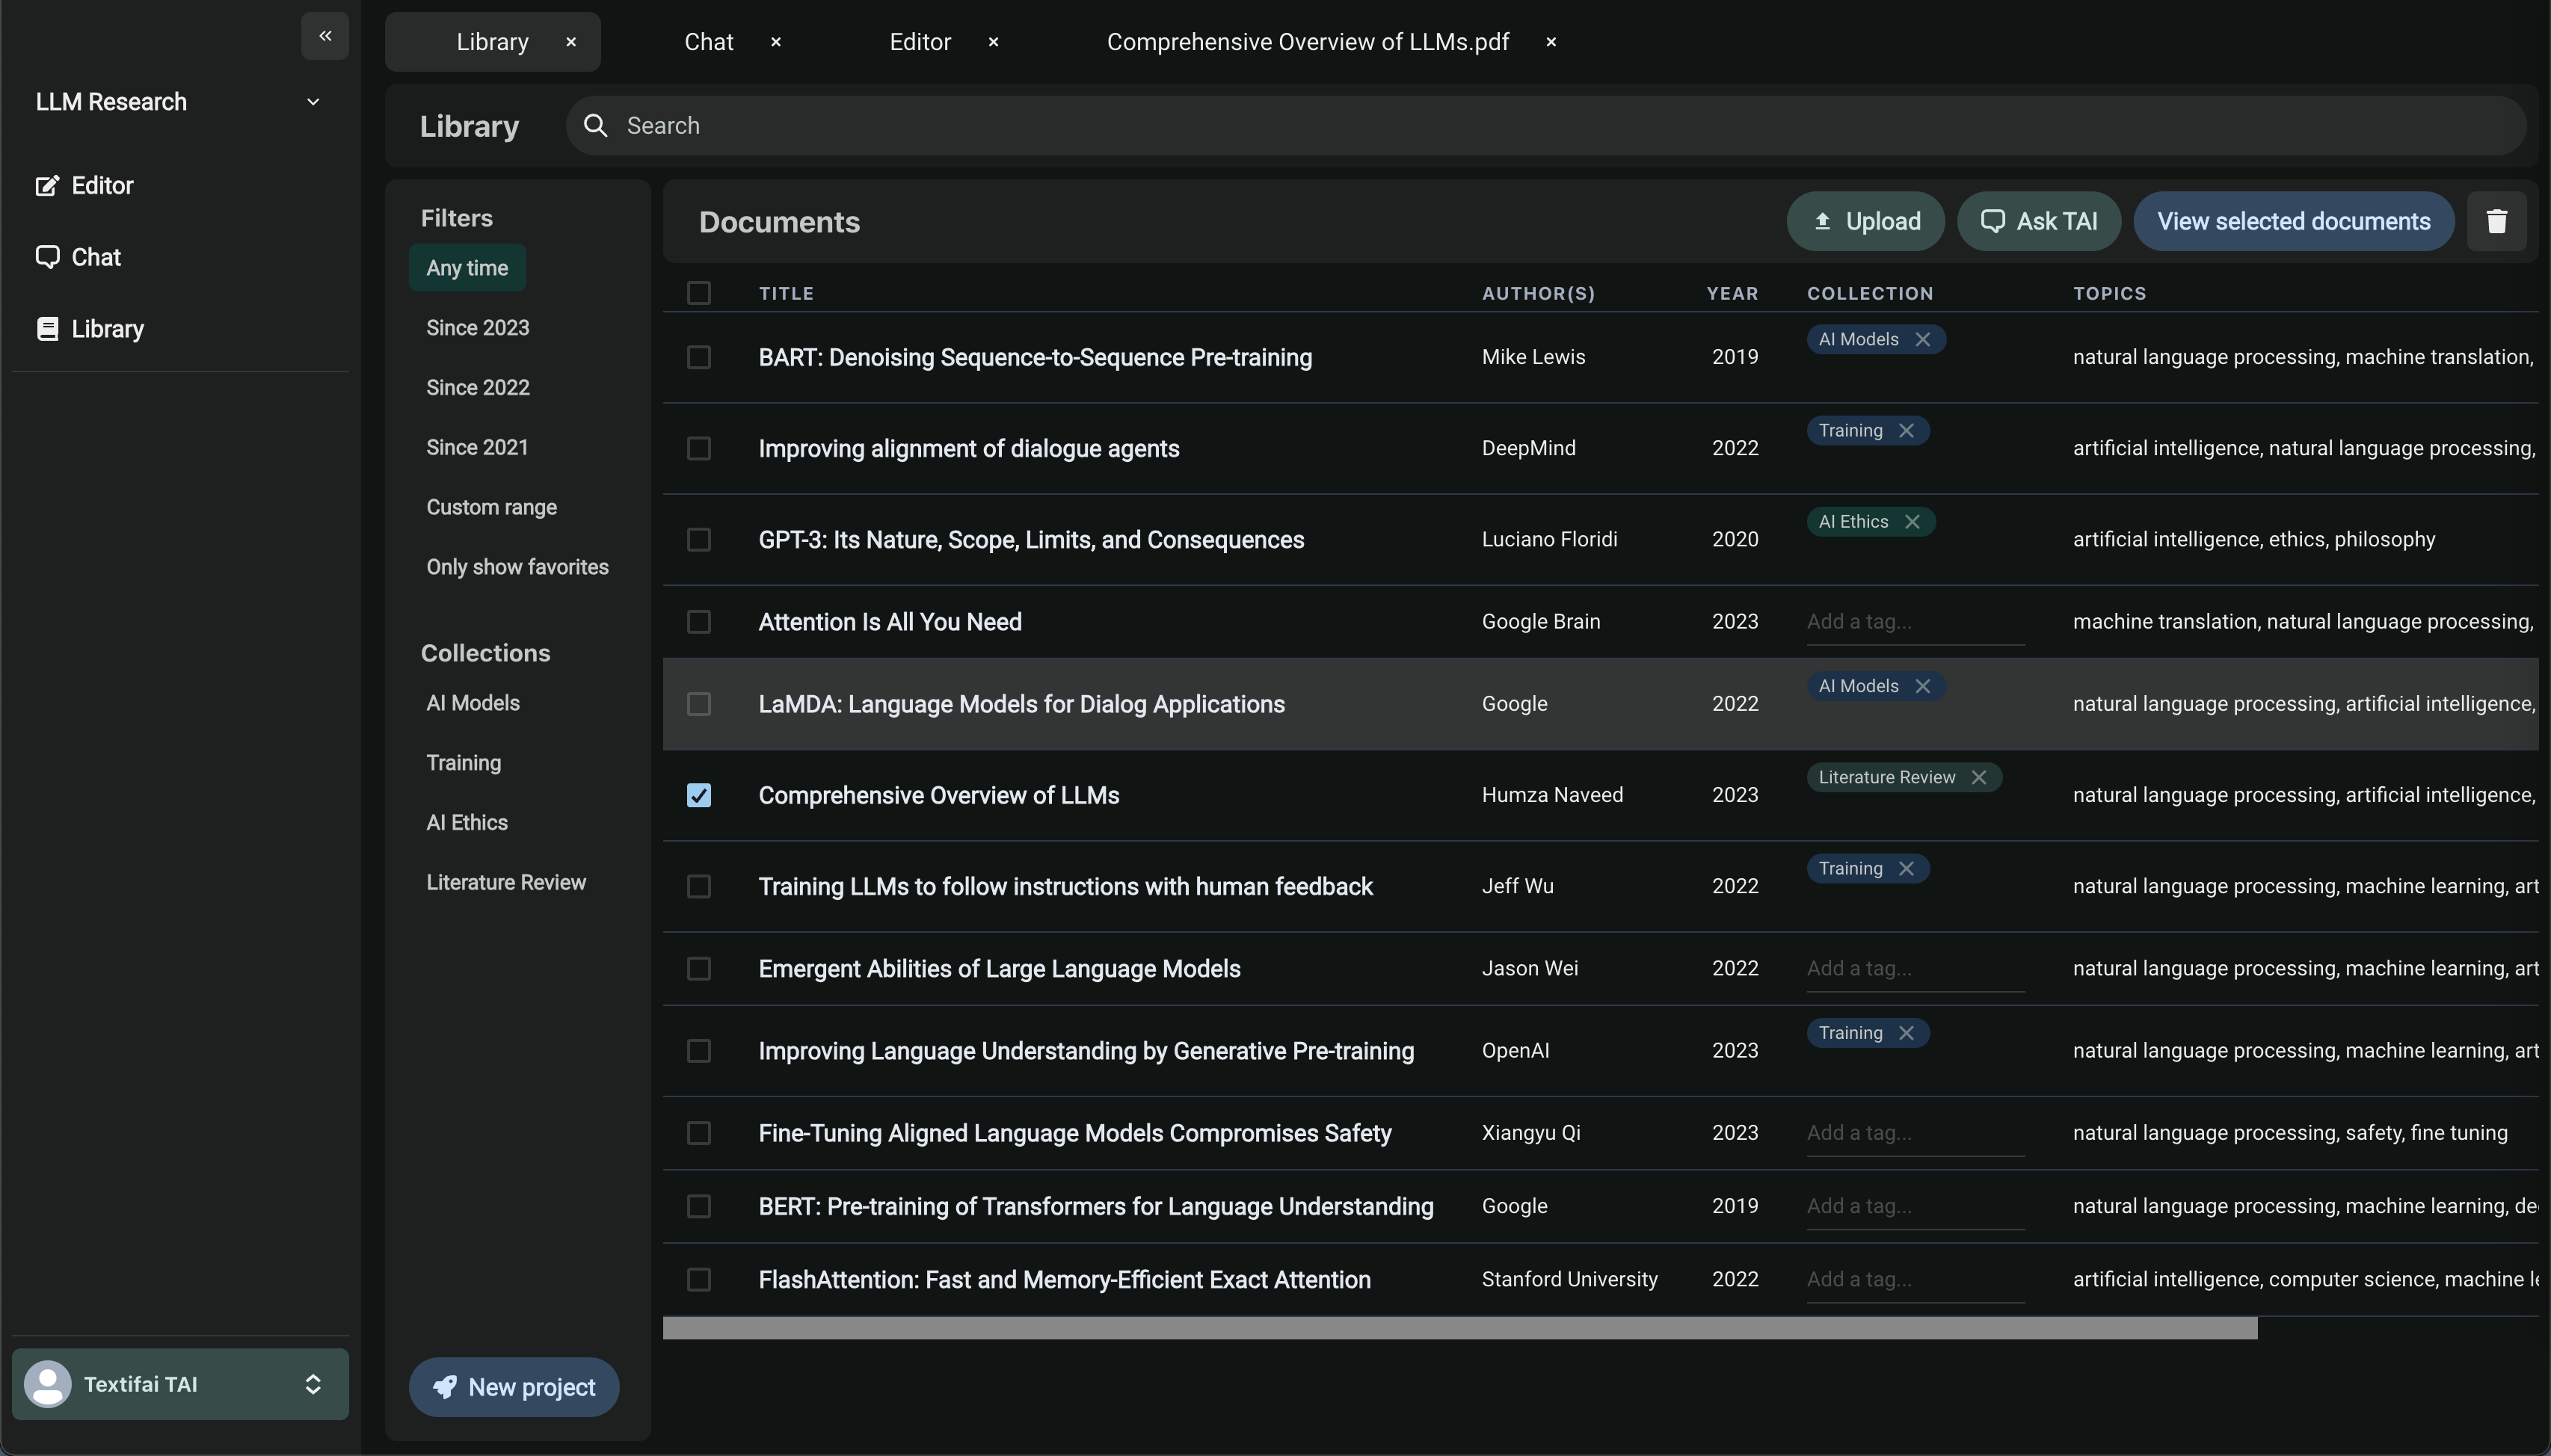 Library × Chat × Editor × Comprehensive Overview of LLMs.pdf ×
LLM Research
Editor
Chat
Library
Textifai TAI
Library
Search
Filters
Any time
Since 2023
Since 2022
Since 2021
Custom range
Only show favorites
Collections
AI Models
Training
AI Ethics
Literature Review
New project
Documents
Upload Ask TAI View selected documents
TITLE AUTHOR(S) YEAR COLLECTION TOPICS
BART: Denoising Sequence-to-Sequence Pre-training Mike Lewis 2019 AI Models natural language processing, machine translation,
Improving alignment of dialogue agents DeepMind 2022 Training artificial intelligence, natural language processing,
GPT-3: Its Nature, Scope, Limits, and Consequences Luciano Floridi 2020 AI Ethics artificial intelligence, ethics, philosophy
Attention Is All You Need Google Brain 2023 Add a tag... machine translation, natural language processing,
LaMDA: Language Models for Dialog Applications Google 2022 AI Models natural language processing, artificial intelligence,
Comprehensive Overview of LLMs Humza Naveed 2023 Literature Review natural language processing, artificial intelligence,
Training LLMs to follow instructions with human feedback Jeff Wu 2022 Training natural language processing, machine learning, art
Emergent Abilities of Large Language Models Jason Wei 2022 Add a tag... natural language processing, machine learning, art
Improving Language Understanding by Generative Pre-training OpenAI 2023 Training natural language processing, machine learning, art
Fine-Tuning Aligned Language Models Compromises Safety Xiangyu Qi 2023 Add a tag... natural language processing, safety, fine tuning
BERT: Pre-training of Transformers for Language Understanding Google 2019 Add a tag... natural language processing, machine learning, de
FlashAttention: Fast and Memory-Efficient Exact Attention Stanford University 2022 Add a tag... artificial intelligence, computer science, machine l